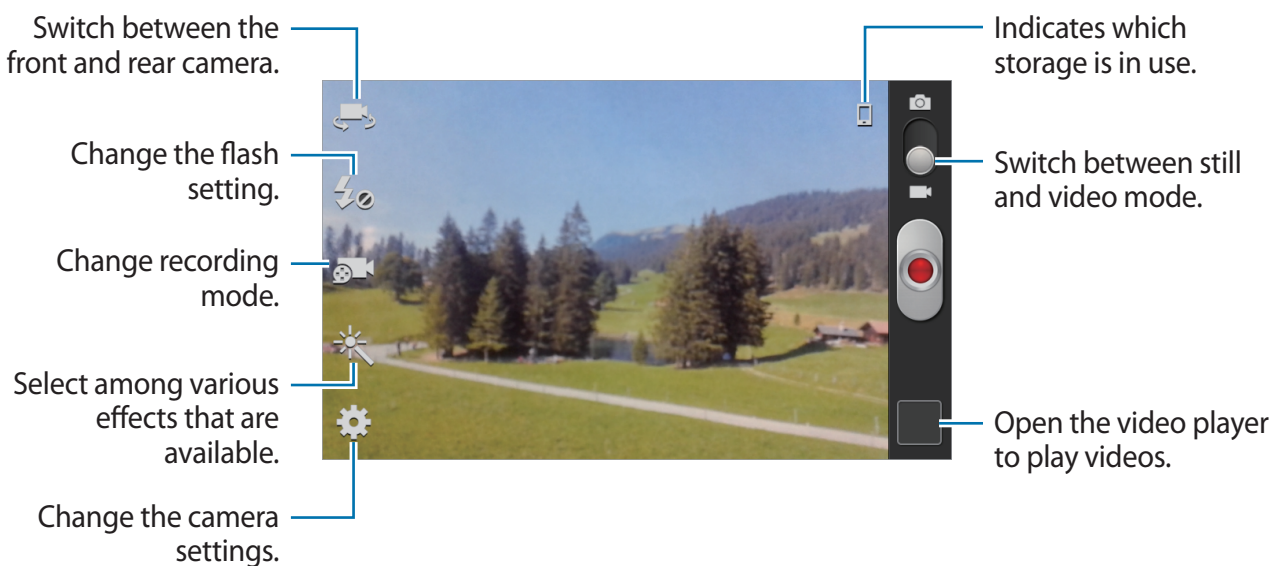 Switch between the
front and rear camera.
Change the flash
setting.
Change recording
mode.
Select among various
effects that are
available.
Change the camera
settings.
Indicates which
storage is in use.
Switch between still
and video mode.
Open the video player
to play videos.